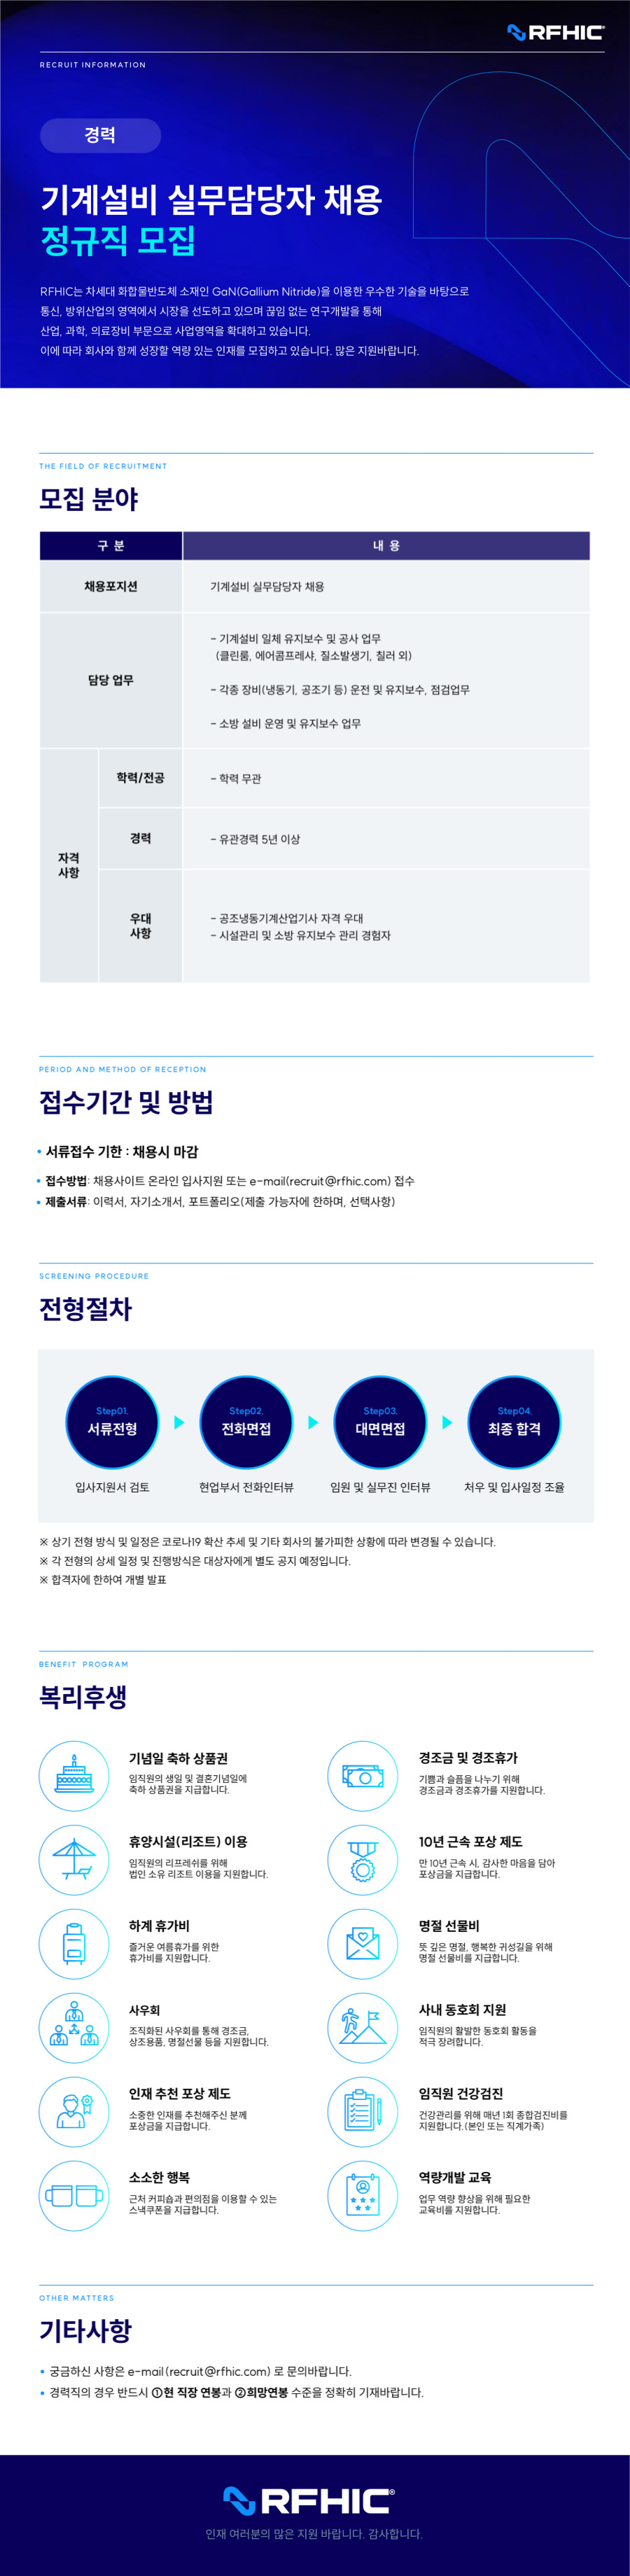 RFHIC
RECRUIT INFORMATION
경력
기계설비 실무담당자 채용
정규직 모집
RFHIC는 차세대 화합물반도체 소재인 GaN(Gallium Nitride)을 이용한 우수한 기술을 바탕으로
통신, 방위산업의 영역에서 시장을 선도하고 있으며 끊임 없는 연구개발을 통해
산업, 과학, 의료장비 부문으로 사업영역을 확대하고 있습니다.
이에 따라 회사와 함께 성장할 역량 있는 인재를 모집하고 있습니다. 많은 지원바랍니다.
THE FIELD OF RECRUITMENT
모집 분야
구 분
내 용
채용포지션
기계설비 실무담당자 채용
담당 업무
- 기계설비 일체 유지보수 및 공사 업무
(클린룸, 에어콤프레샤, 질소발생기, 칠러 외)
- 각종 장비(냉동기, 공조기 등) 운전 및 유지보수, 점검업무
- 소방 설비 운영 및 유지보수 업무
자격
사항
학력/전공
- 학력 무관
경력
- 유관경력 5년 이상
우대
사항
- 공조냉동기계산업기사 자격 우대
- 시설관리 및 소방 유지보수 관리 경험자
PERIOD AND METHOD OF RECEPTION
접수기간 및 방법
• 서류접수 기한 : 채용시 마감
• 접수방법: 채용사이트 온라인 입사지원 또는 e-mail(recruit@rfhic.com) 접수
• 제출서류: 이력서, 자기소개서, 포트폴리오(제출 가능자에 한하며, 선택사항)
SCREENING PROCEDURE
전형절차
Step01.
서류전형
입사지원서 검토
Step02.
전화면접
현업부서 전화인터뷰
Step03.
대면면접
임원 및 실무진 인터뷰
Step04.
최종 합격
처우 및 입사일정 조율
※ 상기 전형 방식 및 일정은 코로나19 확산 추세 및 기타 회사의 불가피한 상황에 따라 변경될 수 있습니다.
※ 각 전형의 상세 일정 및 진행방식은 대상자에게 별도 공지 예정입니다.
※ 합격자에 한하여 개별 발표
BENEFIT PROGRAM
복리후생
기념일 축하 상품권
임직원의 생일 및 결혼기념일에
축하 상품권을 지급합니다.
경조금 및 경조휴가
기쁨과 슬픔을 나누기 위해
경조금과 경조휴가를 지원합니다.
휴양시설(리조트) 이용
임직원의 리프레쉬를 위해
법인 소유 리조트 이용을 지원합니다.
10년 근속 포상 제도
만 10년 근속 시, 감사한 마음을 담아
포상금을 지급합니다.
하계 휴가비
즐거운 여름휴가를 위한
휴가비를 지원합니다.
명절 선물비
뜻 깊은 명절, 행복한 귀성길을 위해
명절 선물비를 지급합니다.
사우회
조직화된 사우회를 통해 경조금,
상조용품, 명절선물 등을 지원합니다.
사내 동호회 지원
임직원의 활발한 동호회 활동을
적극 장려합니다.
인재 추천 포상 제도
소중한 인재를 추천해주신 분께
포상금을 지급합니다.
임직원 건강검진
건강관리를 위해 매년 1회 종합검진비를
지원합니다.(본인 또는 직계가족)
소소한 행복
근처 커피숍과 편의점을 이용할 수 있는
스낵쿠폰을 지급합니다.
역량개발 교육
업무 역량 향상을 위해 필요한
교육비를 지원합니다.
OTHER MATTERS
기타사항
• 궁금하신 사항은 e-mail (recruit@rfhic.com) 로 문의바랍니다.
• 경력직의 경우 반드시 ①현 직장 연봉과 ②희망연봉 수준을 정확히 기재바랍니다.
RFHIC®
인재 여러분의 많은 지원 바랍니다. 감사합니다.